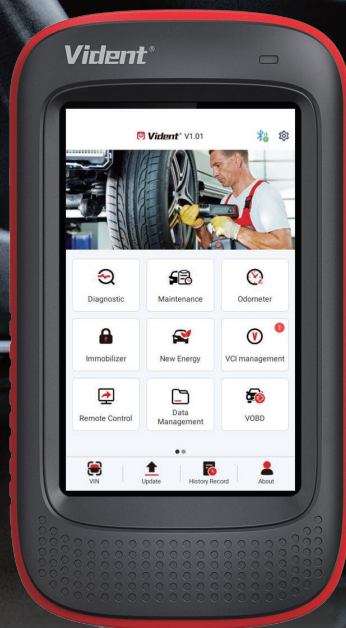 Vident®
Vident® V1.01
Diagnostic
Maintenance
Odometer
Immobilizer
New Energy
VCI management
1
Remote Control
Data
Management
VOBD
VIN
Update
History Record
About